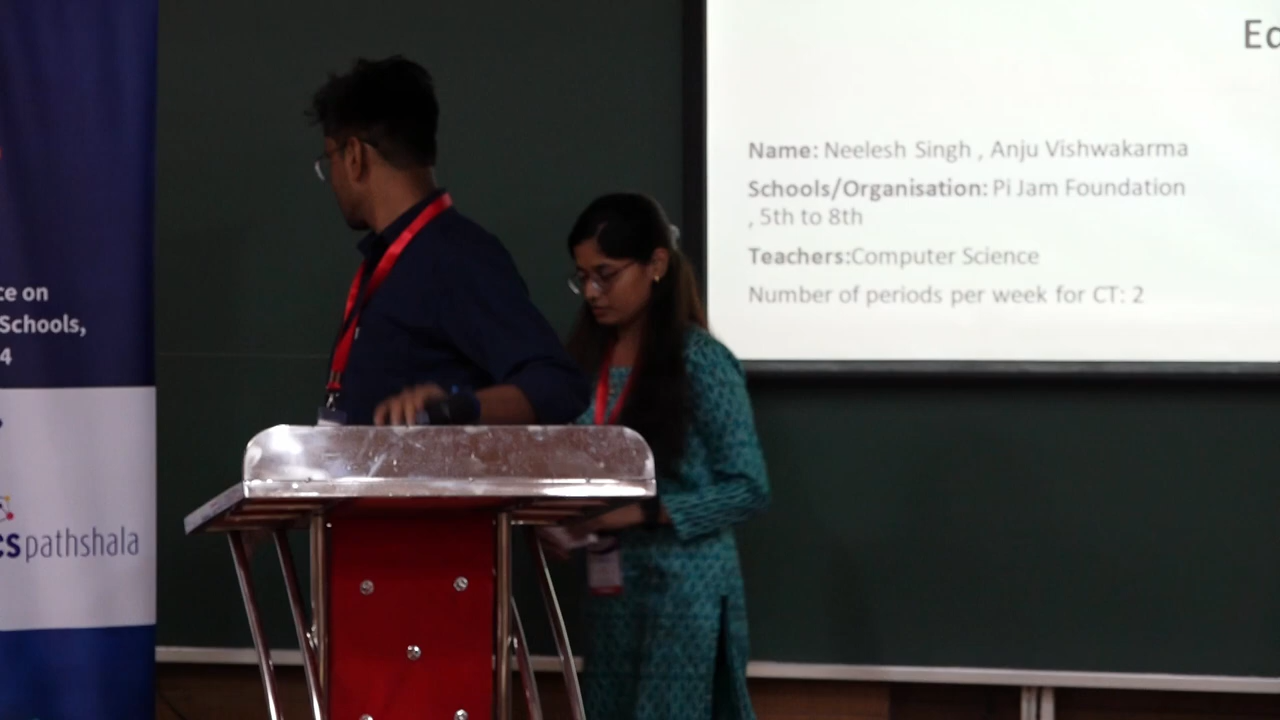 ce on
Schools,
4
cs pathshala
Ed
Name: Neelesh Singh , Anju Vishwakarma
Schools/Organisation: Pi Jam Foundation
, 5th to 8th
Teachers:Computer Science
Number of periods per week for CT: 2